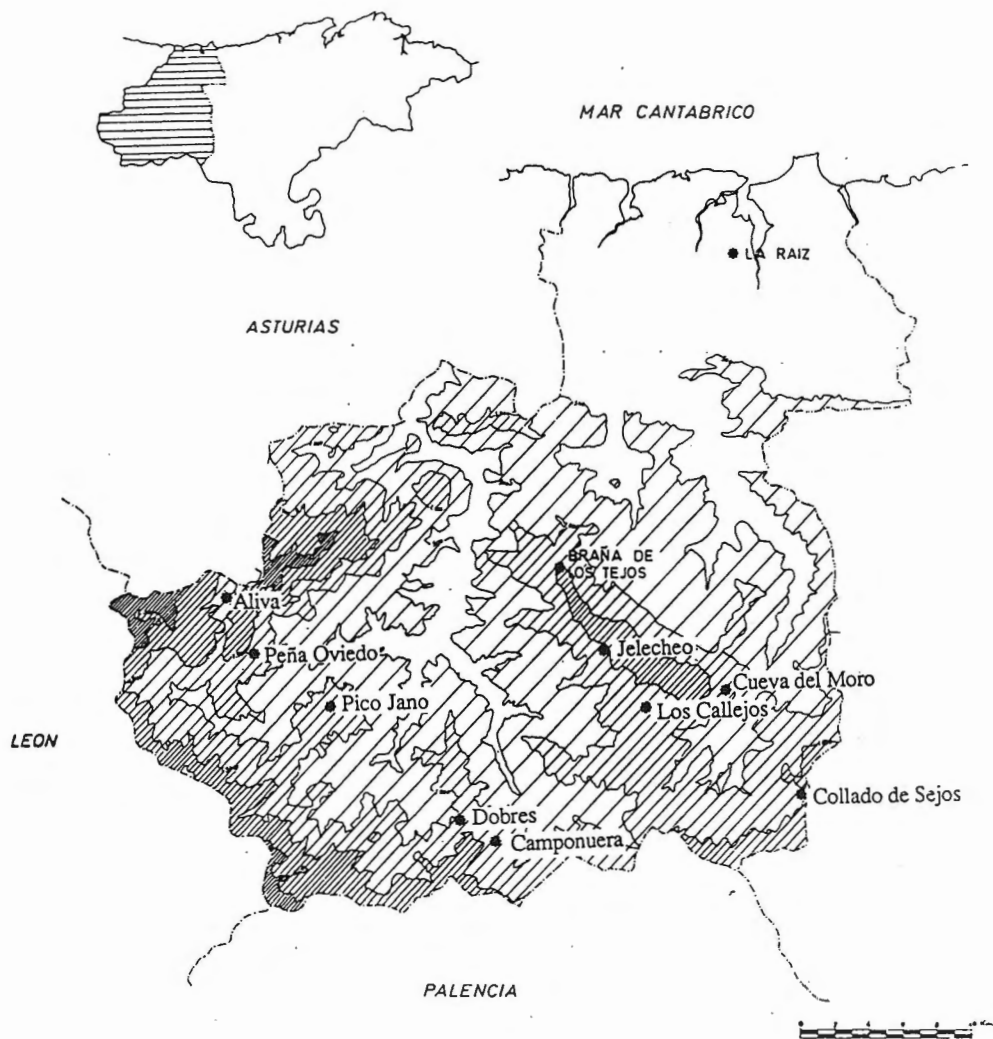 MAR CANTABRICO
LA RAIZ
ASTURIAS
BRAÑA DE
LOS TEJOS
Aliva
Jelecheo
Peña Oviedo
Cueva del Moro
Pico Jano
Los Callejos
LEON
Collado de Sejos
Dobres
Camponuera
PALENCIA